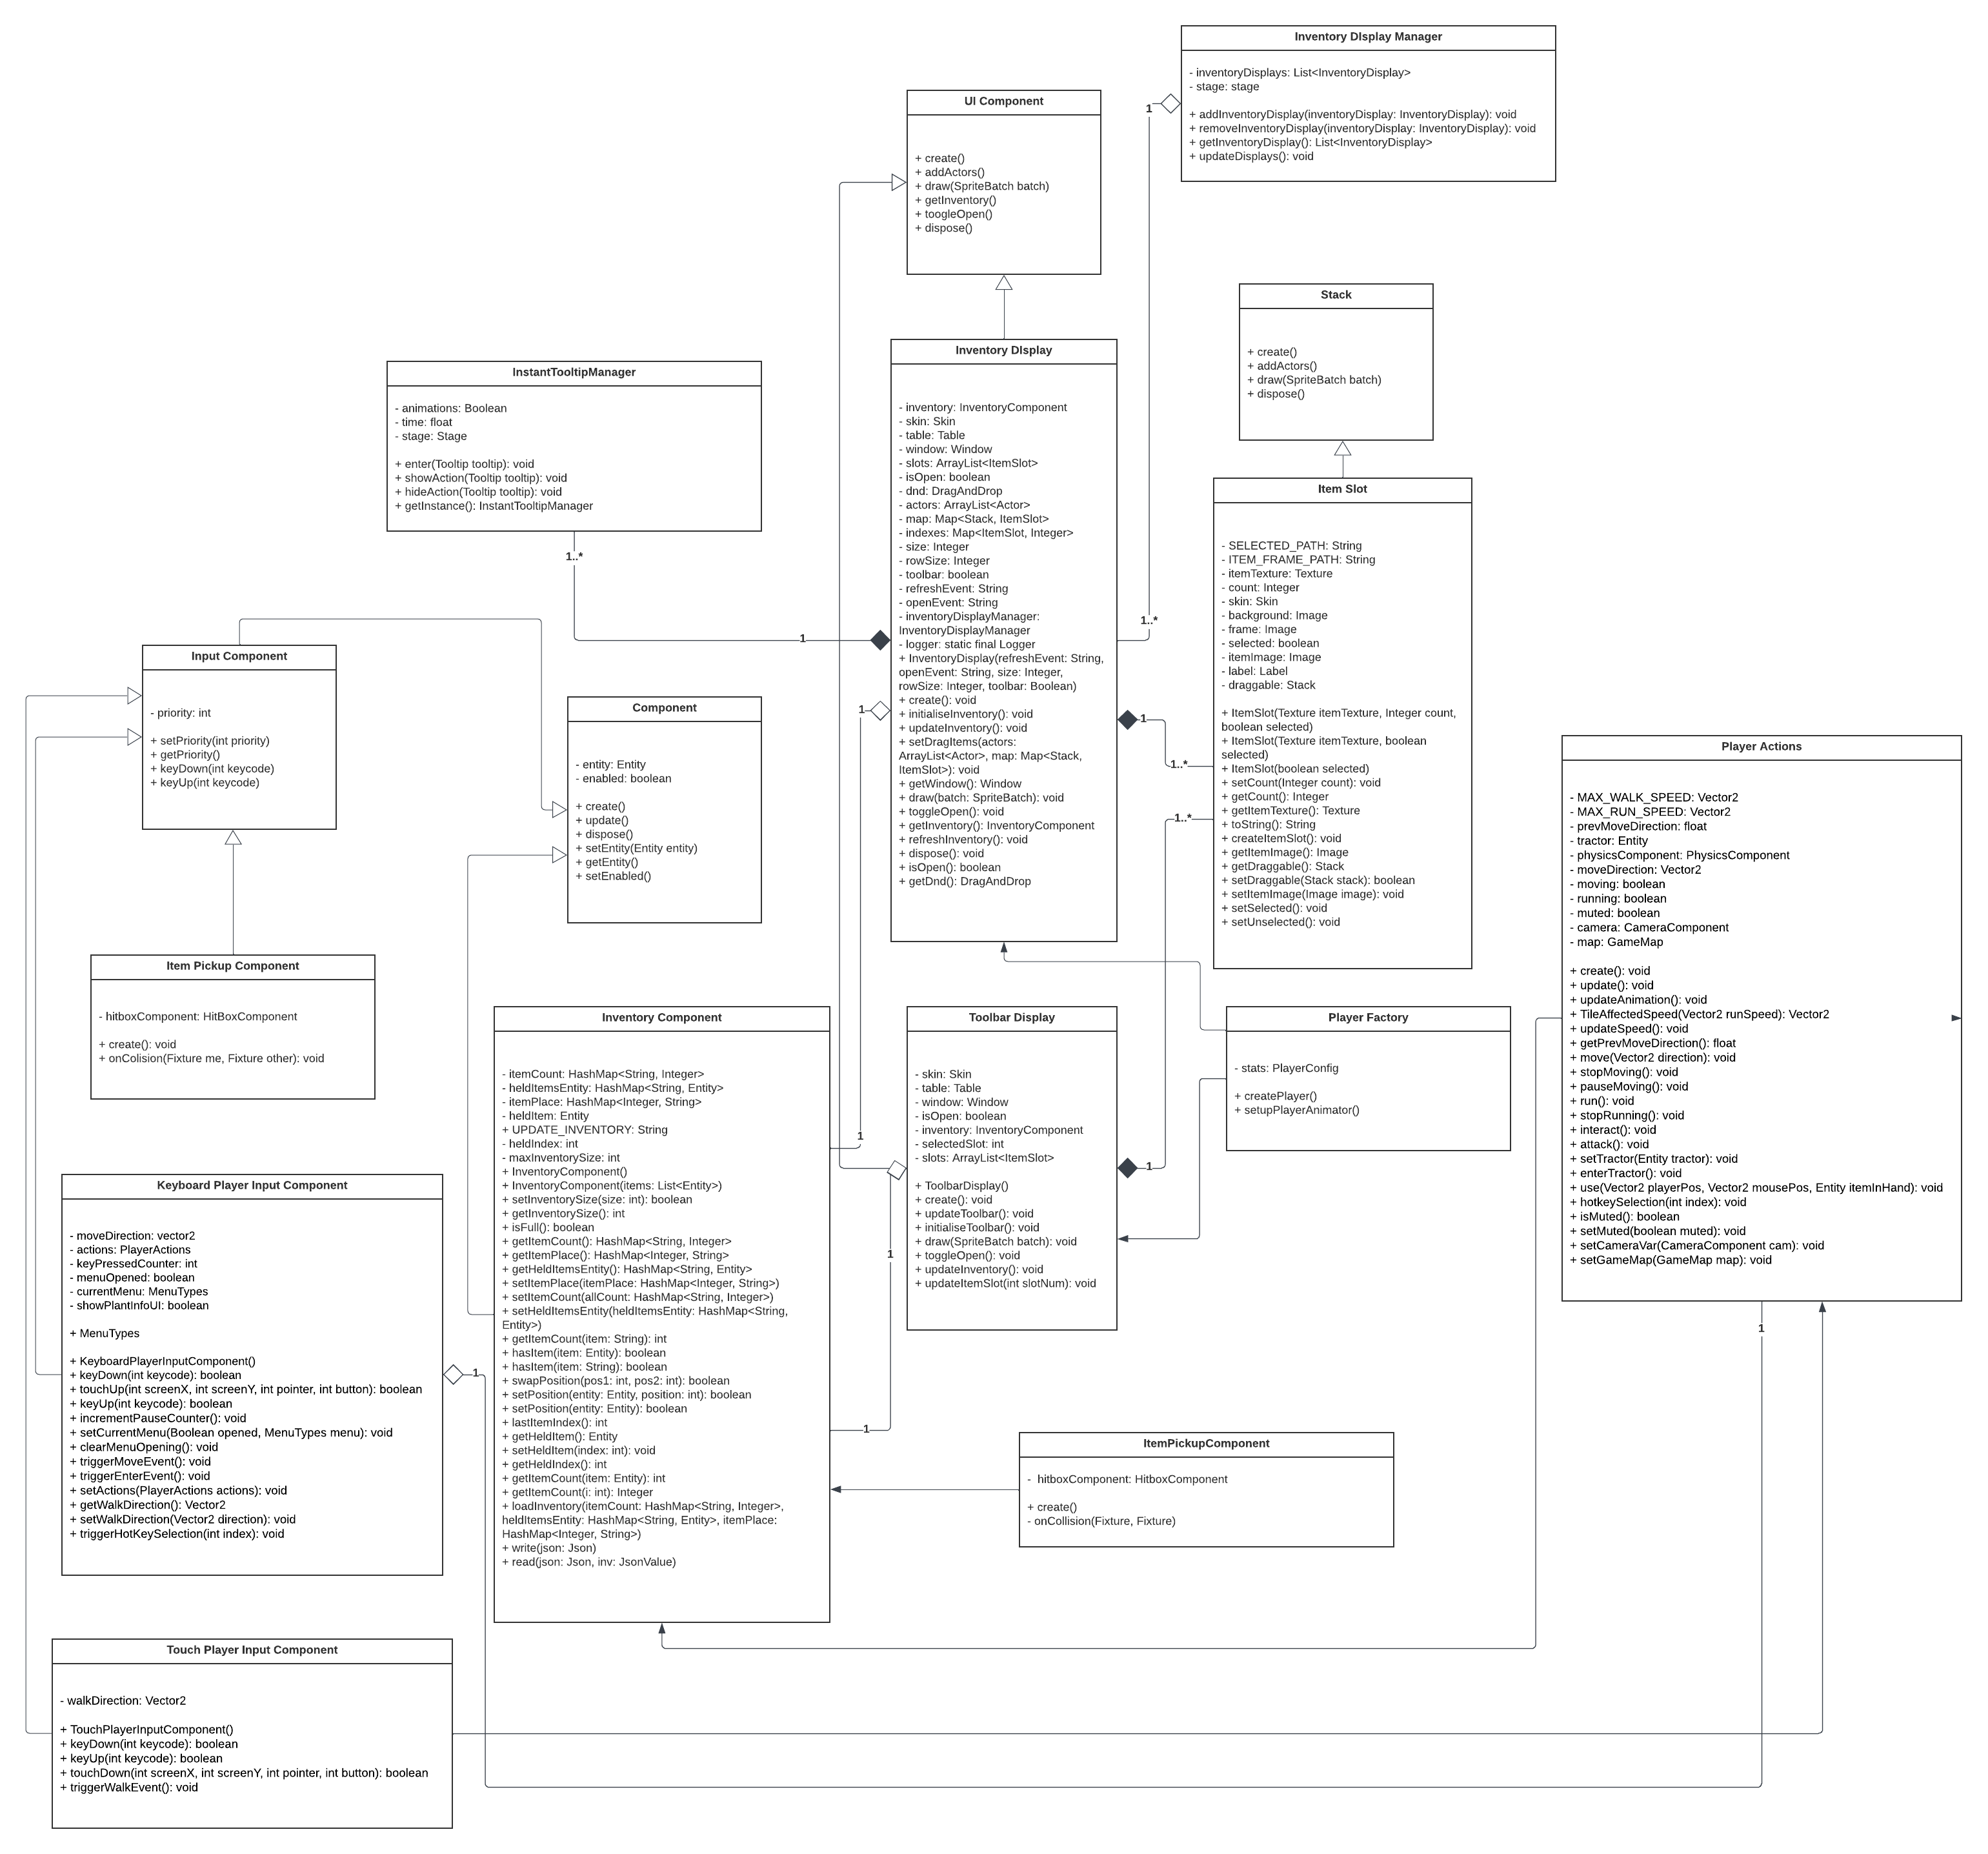 Inventory DIsplay Manager
- inventoryDisplays: List<InventoryDisplay>
- stage: stage
+ addInventoryDisplay(inventoryDisplay: InventoryDisplay): void
+ removeInventoryDisplay(inventoryDisplay: InventoryDisplay): void
+ getInventoryDisplay(): List<InventoryDisplay>
+ updateDisplays(): void
1
UI Component
+ create()
+ addActors()
+ draw(SpriteBatch batch)
+ getInventory()
+ toogleOpen()
+ dispose()
Stack
+ create()
+ addActors()
+ draw(SpriteBatch batch)
+ dispose()
InstantTooltipManager
- animations: Boolean
- time: float
- stage: Stage
+ enter(Tooltip tooltip): void
+ showAction(Tooltip tooltip): void
+ hideAction(Tooltip tooltip): void
+ getInstance(): InstantTooltipManager
1..*
1
Inventory DIsplay
- inventory: InventoryComponent
- skin: Skin
- table: Table
- window: Window
- slots: ArrayList<ItemSlot>
- isOpen: boolean
- dnd: DragAndDrop
- actors: ArrayList<Actor>
- map: Map<Stack, ItemSlot>
- indexes: Map<ItemSlot, Integer>
- size: Integer
- rowSize: Integer
- toolbar: boolean
- refreshEvent: String
- openEvent: String
- inventoryDisplayManager:
InventoryDisplayManager
- logger: static final Logger
+ InventoryDisplay(refreshEvent: String,
openEvent: String, size: Integer,
rowSize: Integer, toolbar: Boolean)
+ create(): void
+ initialiseInventory(): void
+ updateInventory(): void
+ setDragItems(actors:
ArrayList<Actor>, map: Map<Stack,
ItemSlot>): void
+ getWindow(): Window
+ draw(batch: SpriteBatch): void
+ toggleOpen(): void
+ getInventory(): InventoryComponent
+ refreshInventory(): void
+ dispose(): void
+ isOpen(): boolean
+ getDnd(): DragAndDrop
1..*
1
1
1..*
1..*
Item Slot
- SELECTED_PATH: String
- ITEM_FRAME_PATH: String
- itemTexture: Texture
- count: Integer
- skin: Skin
- background: Image
- frame: Image
- selected: boolean
- itemImage: Image
- label: Label
- draggable: Stack
+ ItemSlot(Texture itemTexture, Integer count,
boolean selected)
+ ItemSlot(Texture itemTexture, boolean
selected)
+ ItemSlot(boolean selected)
+ setCount(Integer count): void
+ getCount(): Integer
+ getItemTexture(): Texture
+ toString(): String
+ createItemSlot(): void
+ getItemImage(): Image
+ getDraggable(): Stack
+ setDraggable(Stack stack): boolean
+ setItemImage(Image image): void
+ setSelected(): void
+ setUnselected(): void
Input Component
- priority: int
+ setPriority(int priority)
+ getPriority()
+ keyDown(int keycode)
+ keyUp(int keycode)
Component
- entity: Entity
- enabled: boolean
+ create()
+ update()
+ dispose()
+ setEntity(Entity entity)
+ getEntity()
+ setEnabled()
Player Actions
- MAX_WALK_SPEED: Vector2
- MAX_RUN_SPEED: Vector2
- prevMoveDirection: float
- tractor: Entity
- physicsComponent: PhysicsComponent
- moveDirection: Vector2
- moving: boolean
- running: boolean
- muted: boolean
- camera: CameraComponent
- map: GameMap
+ create(): void
+ update(): void
+ updateAnimation(): void
+ TileAffectedSpeed(Vector2 runSpeed): Vector2
+ updateSpeed(): void
+ getPrevMoveDirection(): float
+ move(Vector2 direction): void
+ stopMoving(): void
+ pauseMoving(): void
+ run(): void
+ stopRunning(): void
+ interact(): void
+ attack(): void
+ setTractor(Entity tractor): void
+ enterTractor(): void
+ use(Vector2 playerPos, Vector2 mousePos, Entity itemInHand): void
+ hotkeySelection(int index): void
+ isMuted(): boolean
+ setMuted(boolean muted): void
+ setCameraVar(CameraComponent cam): void
+ setGameMap(GameMap map): void
1
Item Pickup Component
- hitboxComponent: HitBoxComponent
+ create(): void
+ onColision(Fixture me, Fixture other): void
Inventory Component
- itemCount: HashMap<String, Integer>
- heldItemsEntity: HashMap<String, Entity>
- itemPlace: HashMap<Integer, String>
- heldItem: Entity
+ UPDATE_INVENTORY: String
- heldIndex: int
- maxInventorySize: int
+ InventoryComponent()
+ InventoryComponent(items: List<Entity>)
+ setInventorySize(size: int): boolean
+ getInventorySize(): int
+ isFull(): boolean
+ getItemCount(): HashMap<String, Integer>
+ getItemPlace(): HashMap<Integer, String>
+ getHeldItemsEntity(): HashMap<String, Entity>
+ setItemPlace(itemPlace: HashMap<Integer, String>)
+ setItemCount(allCount: HashMap<String, Integer>)
+ setHeldItemsEntity(heldItemsEntity: HashMap<String,
Entity>)
+ getItemCount(item: String): int
+ hasItem(item: Entity): boolean
+ hasItem(item: String): boolean
+ swapPosition(pos1: int, pos2: int): boolean
+ setPosition(entity: Entity, position: int): boolean
+ setPosition(entity: Entity): boolean
+ lastItemIndex(): int
+ getHeldItem(): Entity
+ setHeldItem(index: int): void
+ getHeldIndex(): int
+ getItemCount(item: Entity): int
+ getItemCount(i: int): Integer
+ loadInventory(itemCount: HashMap<String, Integer>,
heldItemsEntity: HashMap<String, Entity>, itemPlace:
HashMap<Integer, String>)
+ write(json: Json)
+ read(json: Json, inv: JsonValue)
1
1
1
Toolbar Display
- skin: Skin
- table: Table
- window: Window
- isOpen: boolean
- inventory: InventoryComponent
- selectedSlot: int
- slots: ArrayList<ItemSlot>
+ ToolbarDisplay()
+ create(): void
+ updateToolbar(): void
+ initialiseToolbar(): void
+ draw(SpriteBatch batch): void
+ toggleOpen(): void
+ updateInventory(): void
+ updateItemSlot(int slotNum): void
1
Player Factory
- stats: PlayerConfig
+ createPlayer()
+ setupPlayerAnimator()
Keyboard Player Input Component
- moveDirection: vector2
- actions: PlayerActions
- keyPressedCounter: int
- menuOpened: boolean
- currentMenu: MenuTypes
- showPlantInfoUI: boolean
+ MenuTypes
+ KeyboardPlayerInputComponent()
+ keyDown(int keycode): boolean
+ touchUp(int screenX, int screenY, int pointer, int button): boolean
+ keyUp(int keycode): boolean
+ incrementPauseCounter(): void
+ setCurrentMenu(Boolean opened, MenuTypes menu): void
+ clearMenuOpening(): void
+ triggerMoveEvent(): void
+ triggerEnterEvent(): void
+ setActions(PlayerActions actions): void
+ getWalkDirection(): Vector2
+ setWalkDirection(Vector2 direction): void
+ triggerHotKeySelection(int index): void
1
ItemPickupComponent
- hitboxComponent: HitboxComponent
+ create()
- onCollision(Fixture, Fixture)
Touch Player Input Component
- walkDirection: Vector2
+ TouchPlayerInputComponent()
+ keyDown(int keycode): boolean
+ keyUp(int keycode): boolean
+ touchDown(int screenX, int screenY, int pointer, int button): boolean
+ triggerWalkEvent(): void